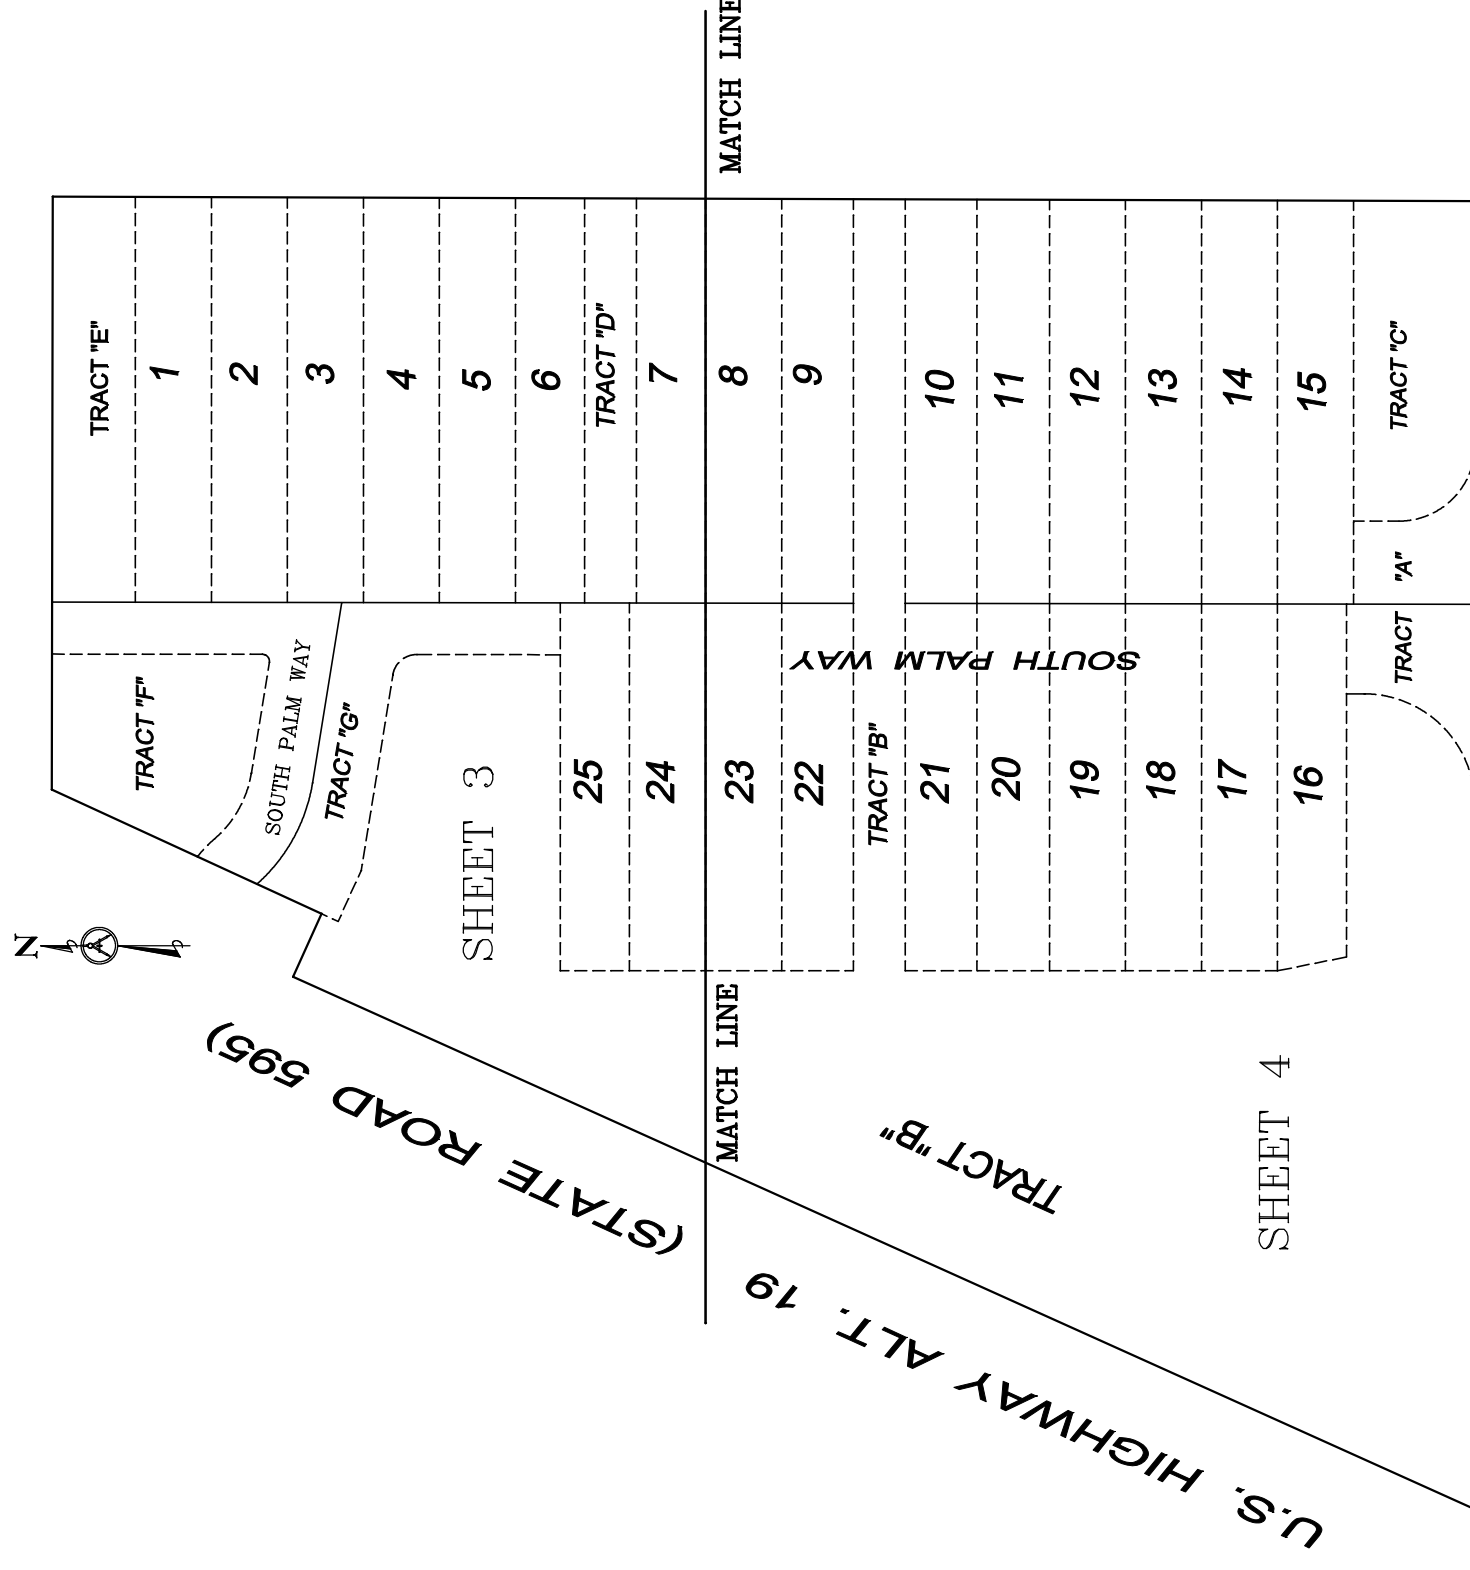 MATCH LINE
TRACT "E"
1
2
3
4
5
6
TRACT "D"
7
8
9
10
11
12
13
14
15
TRACT "C"
TRACT "A"
SOUTH PALM WAY
TRACT "F"
SOUTH PALM WAY
TRACT "G"
SHEET 3
25
24
23
22
TRACT "B"
21
20
19
18
17
16
N
MATCH LINE
(STATE ROAD 595)
TRACT "B"
SHEET 4
U.S. HIGHWAY ALT. 19